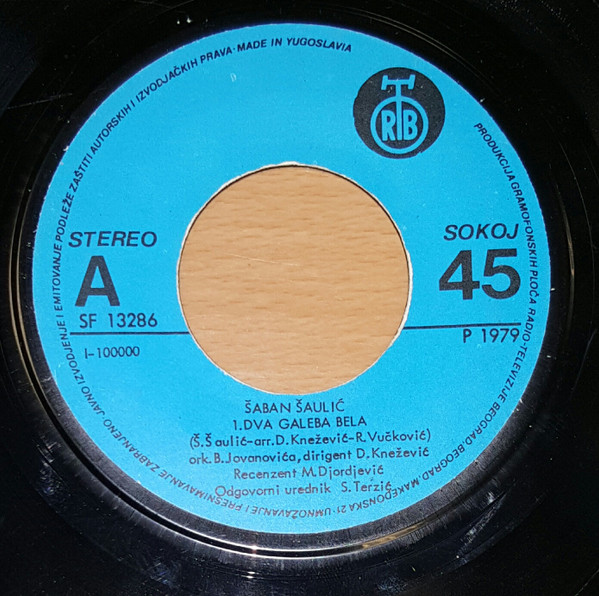 JAVNO IZVODJENJE I EMITOVANJE PODLEŽE ZAŠTITI AUTORSKIH I IZVODJAČKIH PRAVA·MADE IN YUGOSLAVIA
PRODUKCIJA GRAMOFONSKIH PLOČA RADIO-TELEVIZIJE BEOGRAD·BEOGRAD, MAKEDONSKA 21·UMNOŽAVANJE I PRESNIMAVANJE ZABRANJENO
RTB
STEREO
SOKOJ
A
45
SF 13286
P 1979
I-100000
ŠABAN ŠAULIĆ
1.DVA GALEBA BELA
(Š.Šaulić-arr.D.Knežević-R.Vučković)
ork.B.Jovanovića, dirigent D.Knežević
Recenzent M.Djordjević
Odgovorni urednik S.Terzić